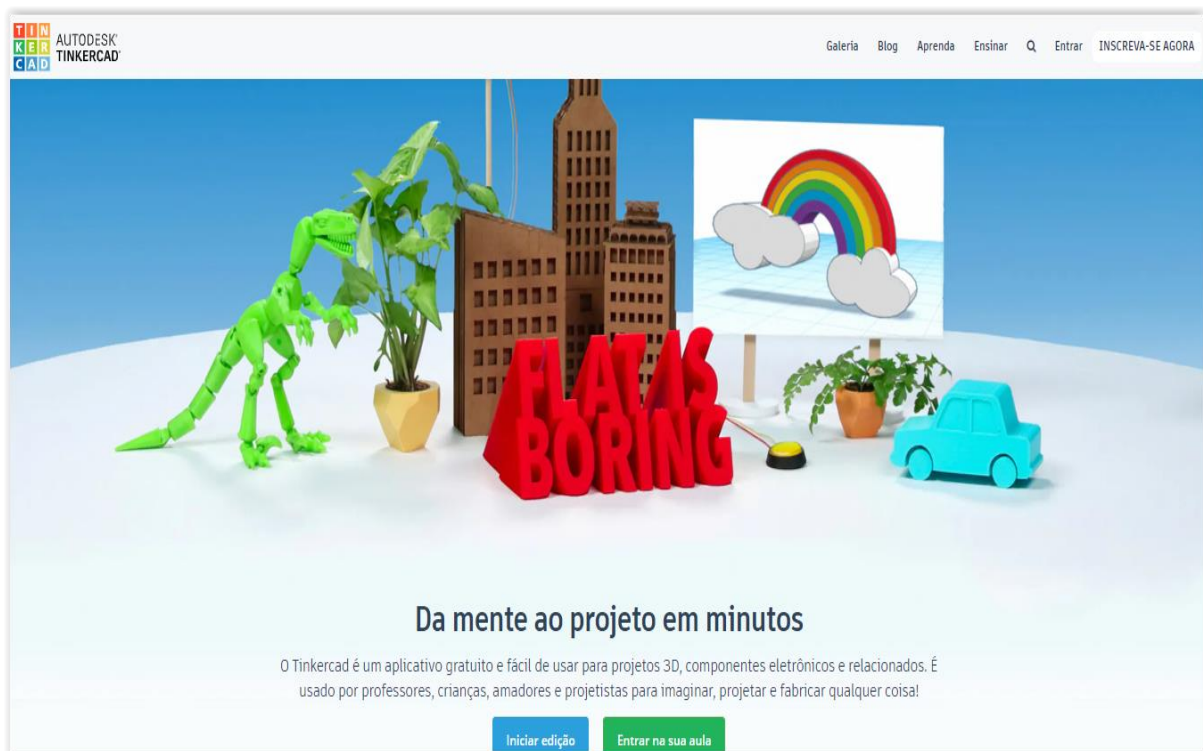 TIN
KER
CAD
AUTODESK®
TINKERCAD®
Galeria Blog Aprenda Ensinar Entrar INSCREVA-SE AGORA
FLAT IS
BORING
Da mente ao projeto em minutos
O Tinkercad é um aplicativo gratuito e fácil de usar para projetos 3D, componentes eletrônicos e relacionados. É
usado por professores, crianças, amadores e projetistas para imaginar, projetar e fabricar qualquer coisa!
Iniciar edição Entrar na sua aula